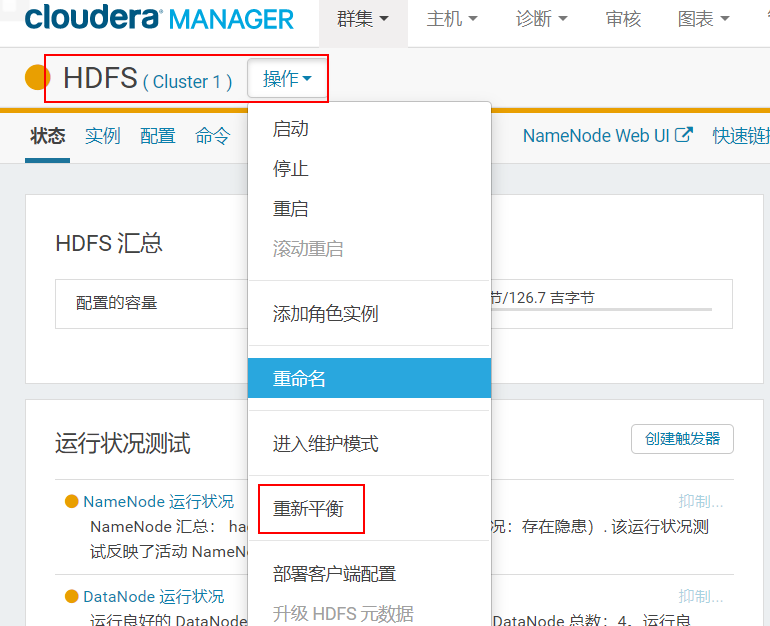 cloudera MANAGER 群集 主机 诊断 审核 图表
HDFS ( Cluster 1 ) 操作
状态 实例 配置 命令 NameNode Web UI 快速链接
启动
停止
重启
滚动重启
添加角色实例
重命名
进入维护模式
重新平衡
部署客户端配置
升级 HDFS 元数据
HDFS 汇总
配置的容量 节/126.7 吉字节
运行状况测试 创建触发器
NameNode 运行状况 抑制...
NameNode 汇总: 况: 存在隐患) . 该运行状况测
试反映了活动
DataNode 运行状况 抑制...
运行良好的 DataNode DataNode 总数: 4。运行良